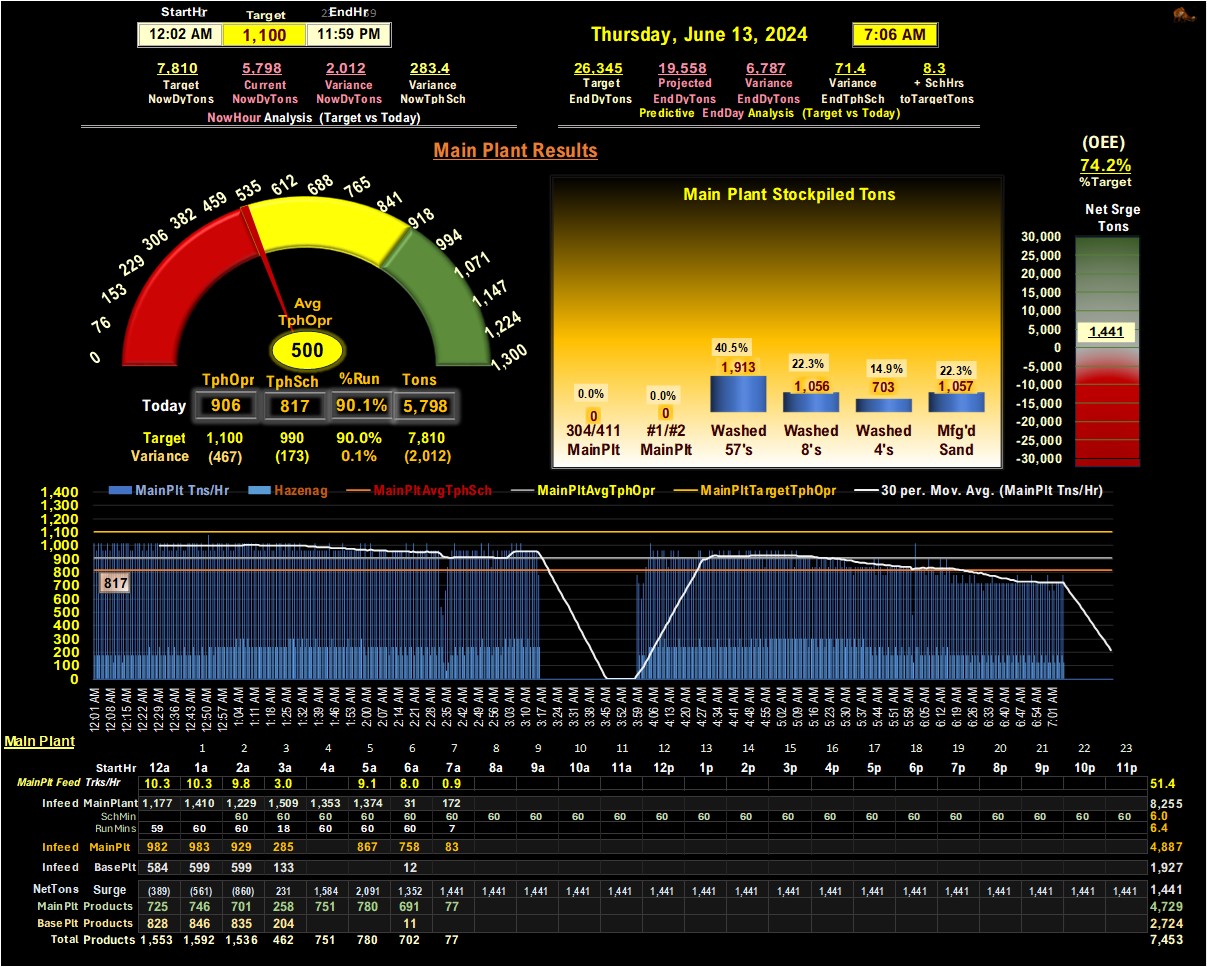 StartHr Target EndHr
12:02 AM 1,100 11:59 PM
Thursday, June 13, 2024 7:06 AM
7,810 5,798 2,012 283.4
Target Current Variance Variance
NowDyTons NowDyTons NowDyTons NowTphSch
NowHour Analysis (Target vs Today)
26,345 19,558 6,787 71.4 8.3
Target Projected Variance Variance + SchHrs
EndDyTons EndDyTons EndDyTons EndTphSch toTargetTons
Predictive EndDay Analysis (Target vs Today)
Main Plant Results
(OEE)
74.2%
%Target
0 76 153 229 306 382 459 535 612 688 765 841 918 994 1,071 1,147 1,224 1,300
Avg
TphOpr
500
TphOpr TphSch %Run Tons
Today 906 817 90.1% 5,798
Target 1,100 990 90.0% 7,810
Variance (467) (173) 0.1% (2,012)
Main Plant Stockpiled Tons
0.0% 0.0% 40.5% 22.3% 14.9% 22.3%
0 0 1,913 1,056 703 1,057
304/411 #1/#2 Washed Washed Washed Mfg'd
MainPlt MainPlt 57's 8's 4's Sand
Net Srge
Tons
30,000
25,000
20,000
15,000
10,000
5,000
0
-5,000
-10,000
-15,000
-20,000
-25,000
-30,000
1,441
MainPlt Tns/Hr Hazenag MainPltAvgTphSch MainPltAvgTphOpr MainPltTargetTphOpr 30 per. Mov. Avg. (MainPlt Tns/Hr)
1,400
1,300
1,200
1,100
1,000
900
800
700
600
500
400
300
200
100
0
817
12:01 AM 12:08 AM 12:15 AM 12:22 AM 12:29 AM 12:36 AM 12:43 AM 12:50 AM 12:57 AM 1:04 AM 1:11 AM 1:18 AM 1:25 AM 1:32 AM 1:39 AM 1:46 AM 1:53 AM 2:00 AM 2:07 AM 2:14 AM 2:21 AM 2:28 AM 2:35 AM 2:42 AM 2:49 AM 2:56 AM 3:03 AM 3:10 AM 3:17 AM 3:24 AM 3:31 AM 3:38 AM 3:45 AM 3:52 AM 3:59 AM 4:06 AM 4:13 AM 4:20 AM 4:27 AM 4:34 AM 4:41 AM 4:48 AM 4:55 AM 5:02 AM 5:09 AM 5:16 AM 5:23 AM 5:30 AM 5:37 AM 5:44 AM 5:51 AM 5:58 AM 6:05 AM 6:12 AM 6:19 AM 6:26 AM 6:33 AM 6:40 AM 6:47 AM 6:54 AM 7:01 AM
Main Plant
1 2 3 4 5 6 7 8 9 10 11 12 13 14 15 16 17 18 19 20 21 22 23
StartHr 12a 1a 2a 3a 4a 5a 6a 7a 8a 9a 10a 11a 12p 1p 2p 3p 4p 5p 6p 7p 8p 9p 10p 11p
MainPlt Feed Trks/Hr 10.3 10.3 9.8 3.0 9.1 8.0 0.9 51.4
Infeed MainPlant 1,177 1,410 1,229 1,509 1,353 1,374 31 172 8,255
SchMin 60 60 60 60 60 60 60 60 60 60 60 60 60 60 60 60 60 60 60 60 60 60 6.0
RunMins 59 60 60 18 60 60 60 7 6.4
Infeed MainPlt 982 983 929 285 867 758 83 4,887
Infeed BasePlt 584 599 599 133 12 1,927
NetTons Surge (389) (561) (860) 231 1,584 2,091 1,352 1,441 1,441 1,441 1,441 1,441 1,441 1,441 1,441 1,441 1,441 1,441 1,441 1,441 1,441 1,441 1,441 1,441 1,441
MainPlt Products 725 746 701 258 751 780 691 77 4,729
BasePlt Products 828 846 835 204 11 2,724
Total Products 1,553 1,592 1,536 462 751 780 702 77 7,453